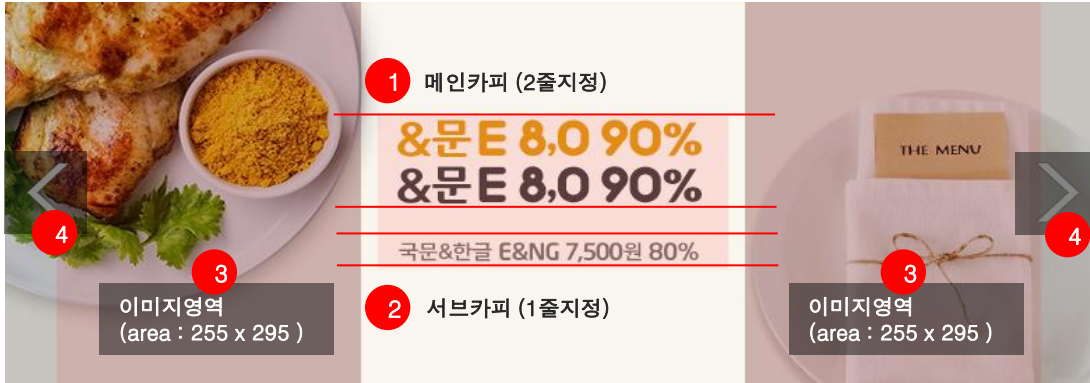 1 메인카피 (2줄지정)
&문E 8,0 90%
&문E 8,0 90%
THE MENU
4
4
국문&한글 E&NG 7,500원 80%
3
3
이미지영역
(area : 255 x 295 )
2 서브카피 (1줄지정)
이미지영역
(area : 255 x 295 )